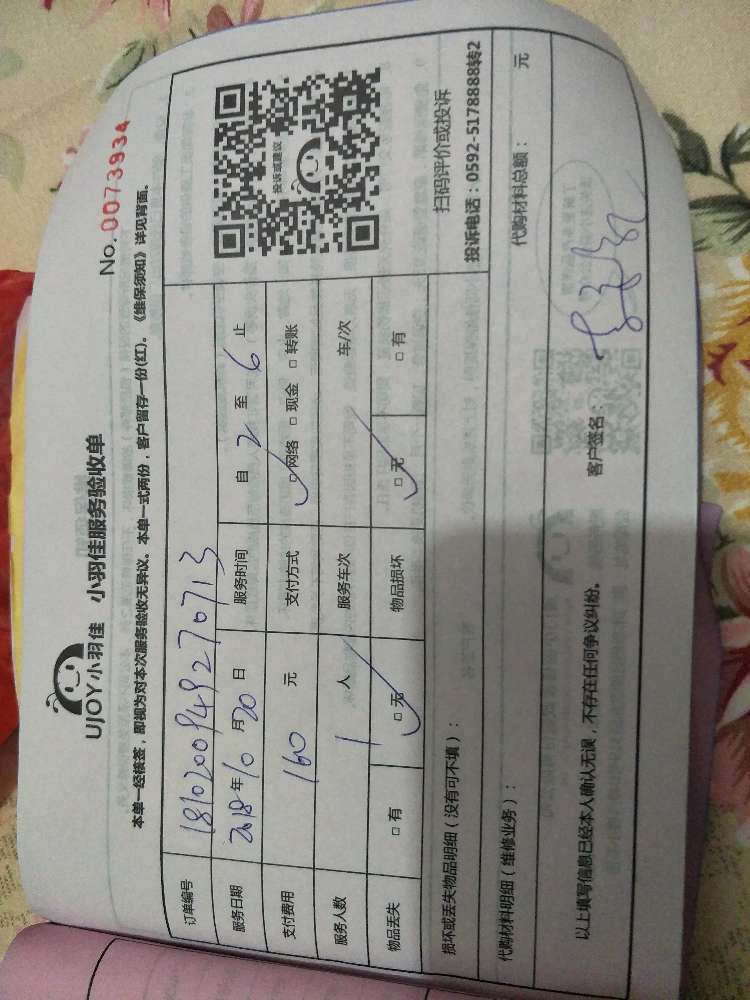 UJOY小羽佳 小羽佳服务验收单
No. 0073934
本单一经核签，即视为对本次服务验收无异议。本单一式两份，客户留存一份(红)。《维保须知》详见背面。
订单编号 1810200949270713
服务日期 2018年10月20日 服务时间 自 2 至 6 止
支付费用 160 元 支付方式 网络 现金 转账
服务人数 1 人 服务车次 车/次
物品丢失 有 无 物品损坏 无 有
投诉或建议
扫码评价或投诉
投诉电话：0592-5178888转2
损坏或丢失物品明细（没有可不填）：
代购材料明细（维修业务）： 代购材料总额： 元
以上填写信息已经本人确认无误，不存在任何争议纠纷。 客户签名：